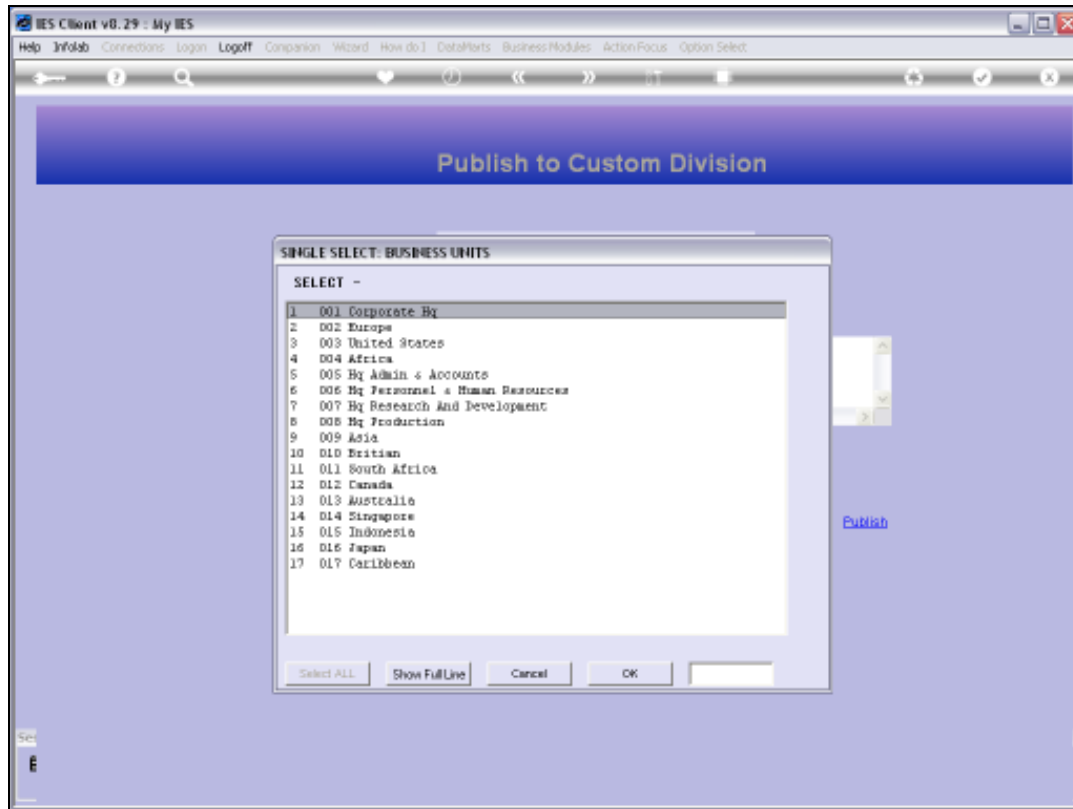 IES Client v8.29 : My IES
Help Infolab Connections Logon Logoff Companion Wizard How do I DataMarts Business Modules Action Focus Option Select
Publish to Custom Division
SINGLE SELECT: BUSINESS UNITS
SELECT -
1 001 Corporate Hq
2 002 Europe
3 003 United States
4 004 Africa
5 005 Hq Admin & Accounts
6 006 Hq Personnel & Human Resources
7 007 Hq Research And Development
8 008 Hq Production
9 009 Asia
10 010 Britian
11 011 South Africa
12 012 Canada
13 013 Australia
14 014 Singapore
15 015 Indonesia
16 016 Japan
17 017 Caribbean
Publish
Select ALL Show Full Line Cancel OK